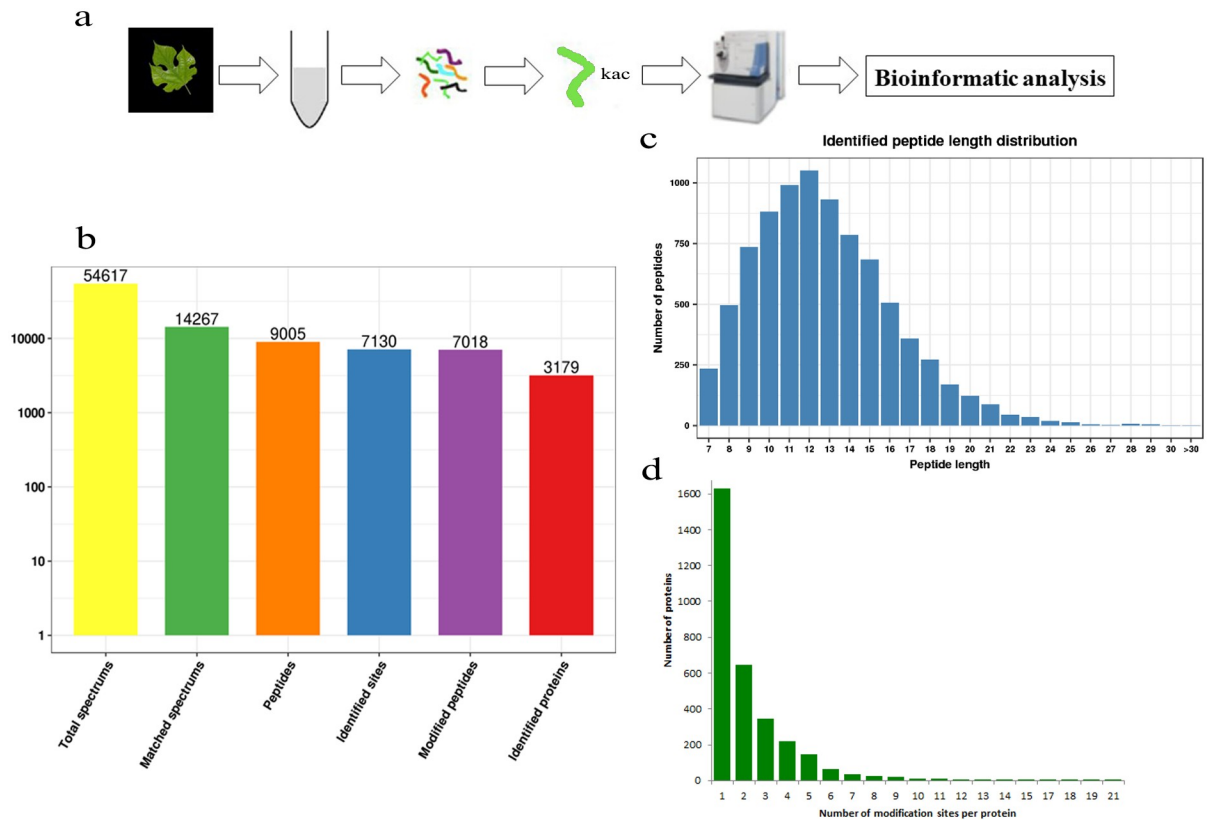 a
kac
Bioinformatic analysis
b
54617
14267
9005
7130
7018
3179
10000
1000
100
10
1
Total spectrums
Matched spectrums
Peptides
Identified sites
Modified peptides
Identified proteins
c
Identified peptide length distribution
Number of peptides
1000
750
500
250
0
7 8 9 10 11 12 13 14 15 16 17 18 19 20 21 22 23 24 25 26 27 28 29 30 >30
Peptide length
d
Number of proteins
1600
1400
1200
1000
800
600
400
200
0
1 2 3 4 5 6 7 8 9 10 11 12 13 14 15 17 18 19 21
Number of modification sites per protein